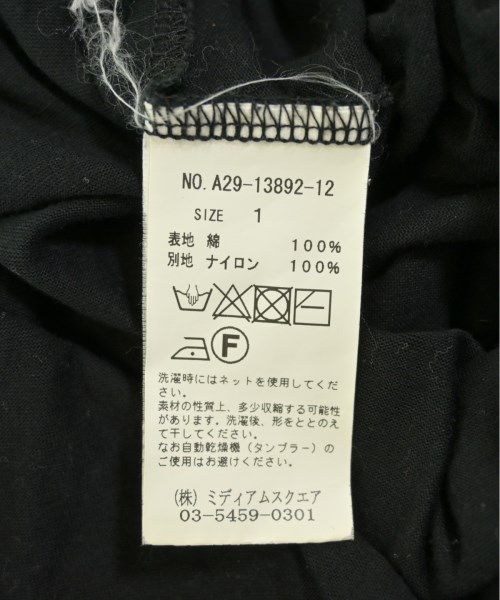 NO. A29-13892-12
SIZE 1
表地 綿 100%
別地 ナイロン 100%
F
洗濯時にはネットを使用してくだ
さい。
素材の性質上、多少収縮する可能性
があります。洗濯後、形をととのえ
て干してください。
なお自動乾燥機（タンブラー）の
ご使用はお避けください。
（株）ミディアムスクエア
03-5459-0301